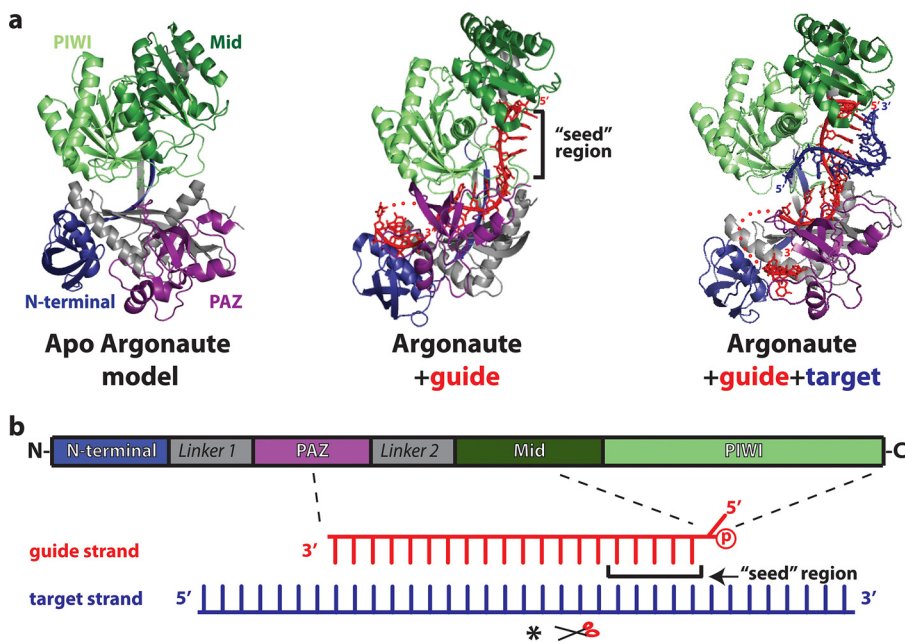 a
PIWI
Mid
N-terminal
PAZ
Apo Argonaute
model
5’
“seed”
region
3’
Argonaute
+guide
5’ 3’
5’
3’
Argonaute
+guide+target
b
N- N-terminal Linker 1 PAZ Linker 2 Mid PIWI -C
5’
guide strand 3’ P
“seed” region
target strand 5’ 3’
*